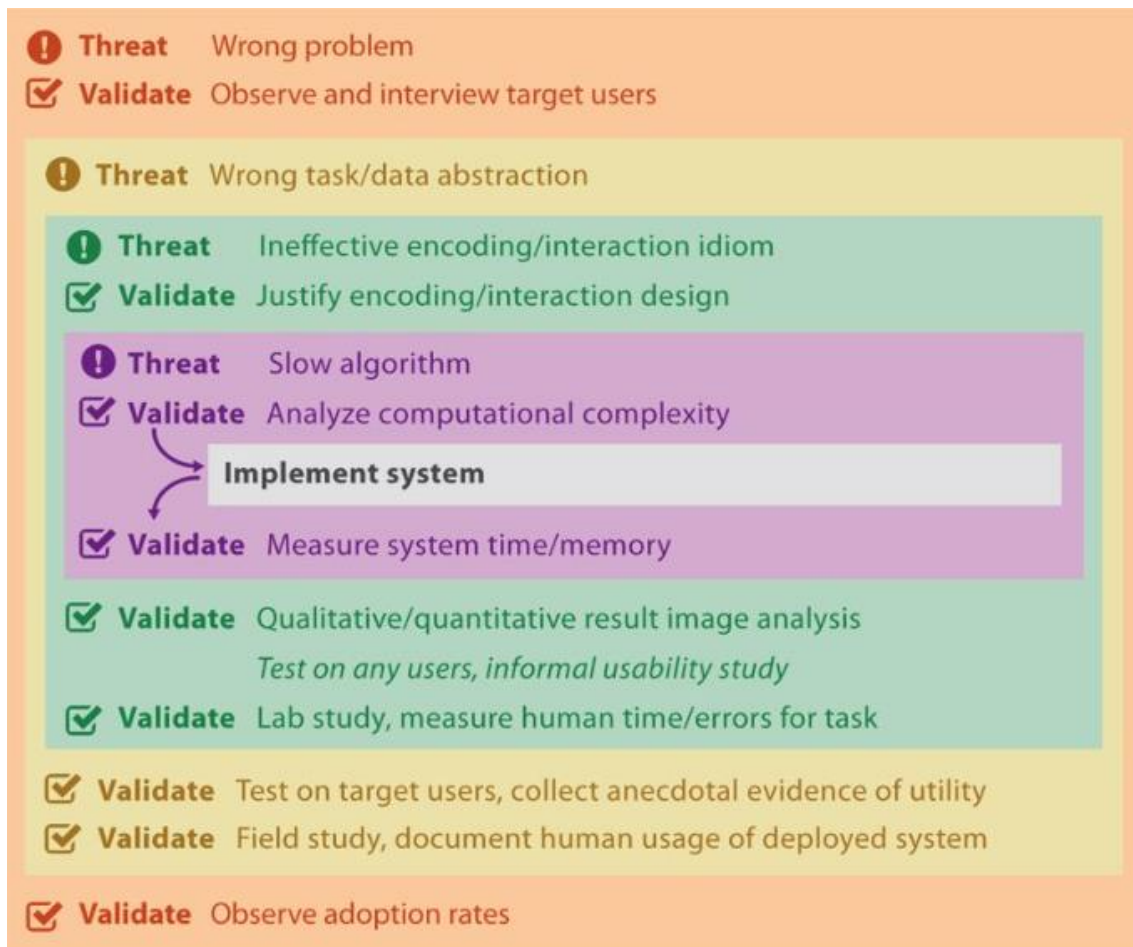 Threat Wrong problem
Validate Observe and interview target users
Threat Wrong task/data abstraction
Threat Ineffective encoding/interaction idiom
Validate Justify encoding/interaction design
Threat Slow algorithm
Validate Analyze computational complexity
Implement system
Validate Measure system time/memory
Validate Qualitative/quantitative result image analysis
Test on any users, informal usability study
Validate Lab study, measure human time/errors for task
Validate Test on target users, collect anecdotal evidence of utility
Validate Field study, document human usage of deployed system
Validate Observe adoption rates